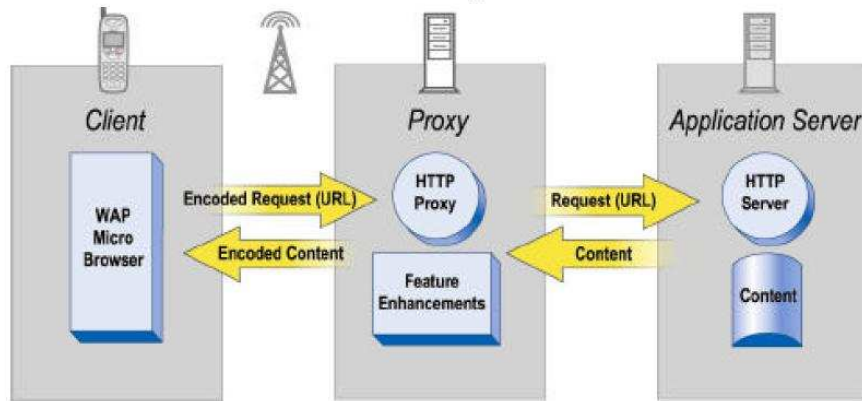 Client
Proxy
Application Server
WAP
Micro
Browser
Encoded Request (URL)
Encoded Content
HTTP
Proxy
Feature
Enhancements
Request (URL)
Content
HTTP
Server
Content